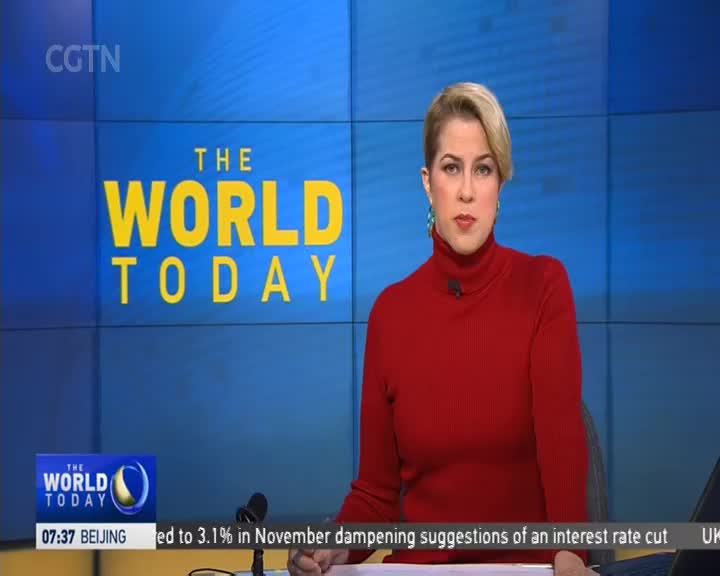 CGTN
THE
WORLD
TODAY
THE
WORLD
TODAY
07:37 BEIJING
ed to 3.1% in November dampening suggestions of an interest rate cut UK